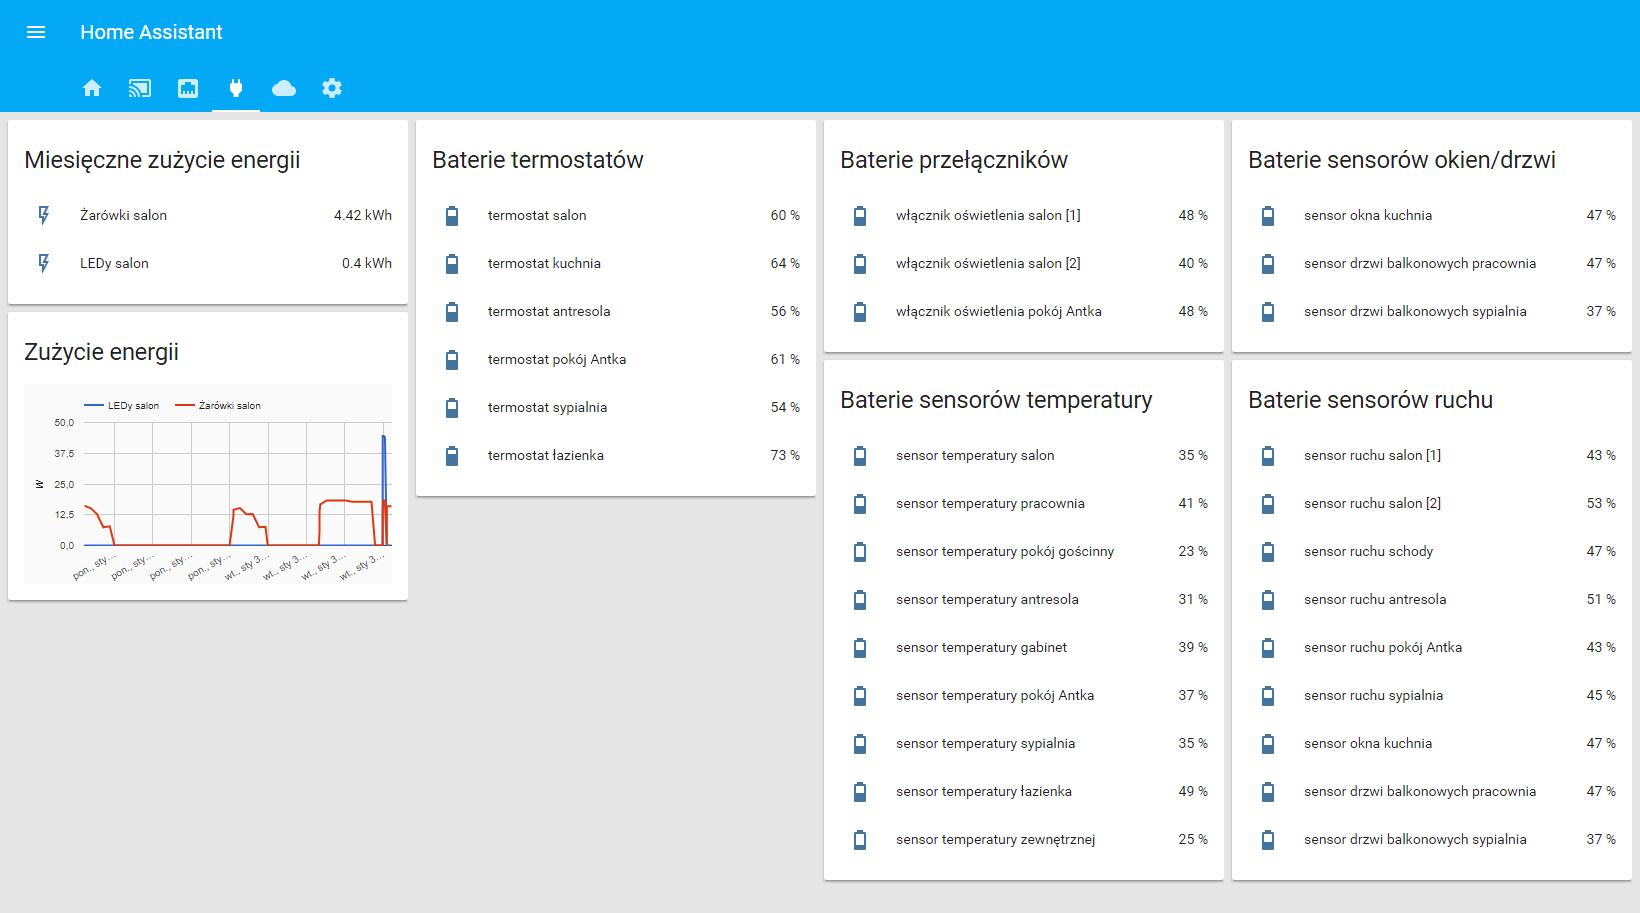 Home Assistant
Miesięczne zużycie energii
Żarówki salon 4.42 kWh
LEDy salon 0.4 kWh
Zużycie energii
LEDy salon Żarówki salon
50,0
37,5
25,0
12,5
0,0
W
pon., sty… pon., sty… pon., sty… pon., sty… wt., sty 3… wt., sty 3… wt., sty 3… wt., sty 3…
Baterie termostatów
termostat salon 60 %
termostat kuchnia 64 %
termostat antresola 56 %
termostat pokój Antka 61 %
termostat sypialnia 54 %
termostat łazienka 73 %
Baterie przełączników
włącznik oświetlenia salon [1] 48 %
włącznik oświetlenia salon [2] 40 %
włącznik oświetlenia pokój Antka 48 %
Baterie sensorów temperatury
sensor temperatury salon 35 %
sensor temperatury pracownia 41 %
sensor temperatury pokój gościnny 23 %
sensor temperatury antresola 31 %
sensor temperatury gabinet 39 %
sensor temperatury pokój Antka 37 %
sensor temperatury sypialnia 35 %
sensor temperatury łazienka 49 %
sensor temperatury zewnętrznej 25 %
Baterie sensorów okien/drzwi
sensor okna kuchnia 47 %
sensor drzwi balkonowych pracownia 47 %
sensor drzwi balkonowych sypialnia 37 %
Baterie sensorów ruchu
sensor ruchu salon [1] 43 %
sensor ruchu salon [2] 53 %
sensor ruchu schody 47 %
sensor ruchu antresola 51 %
sensor ruchu pokój Antka 43 %
sensor ruchu sypialnia 45 %
sensor okna kuchnia 47 %
sensor drzwi balkonowych pracownia 47 %
sensor drzwi balkonowych sypialnia 37 %